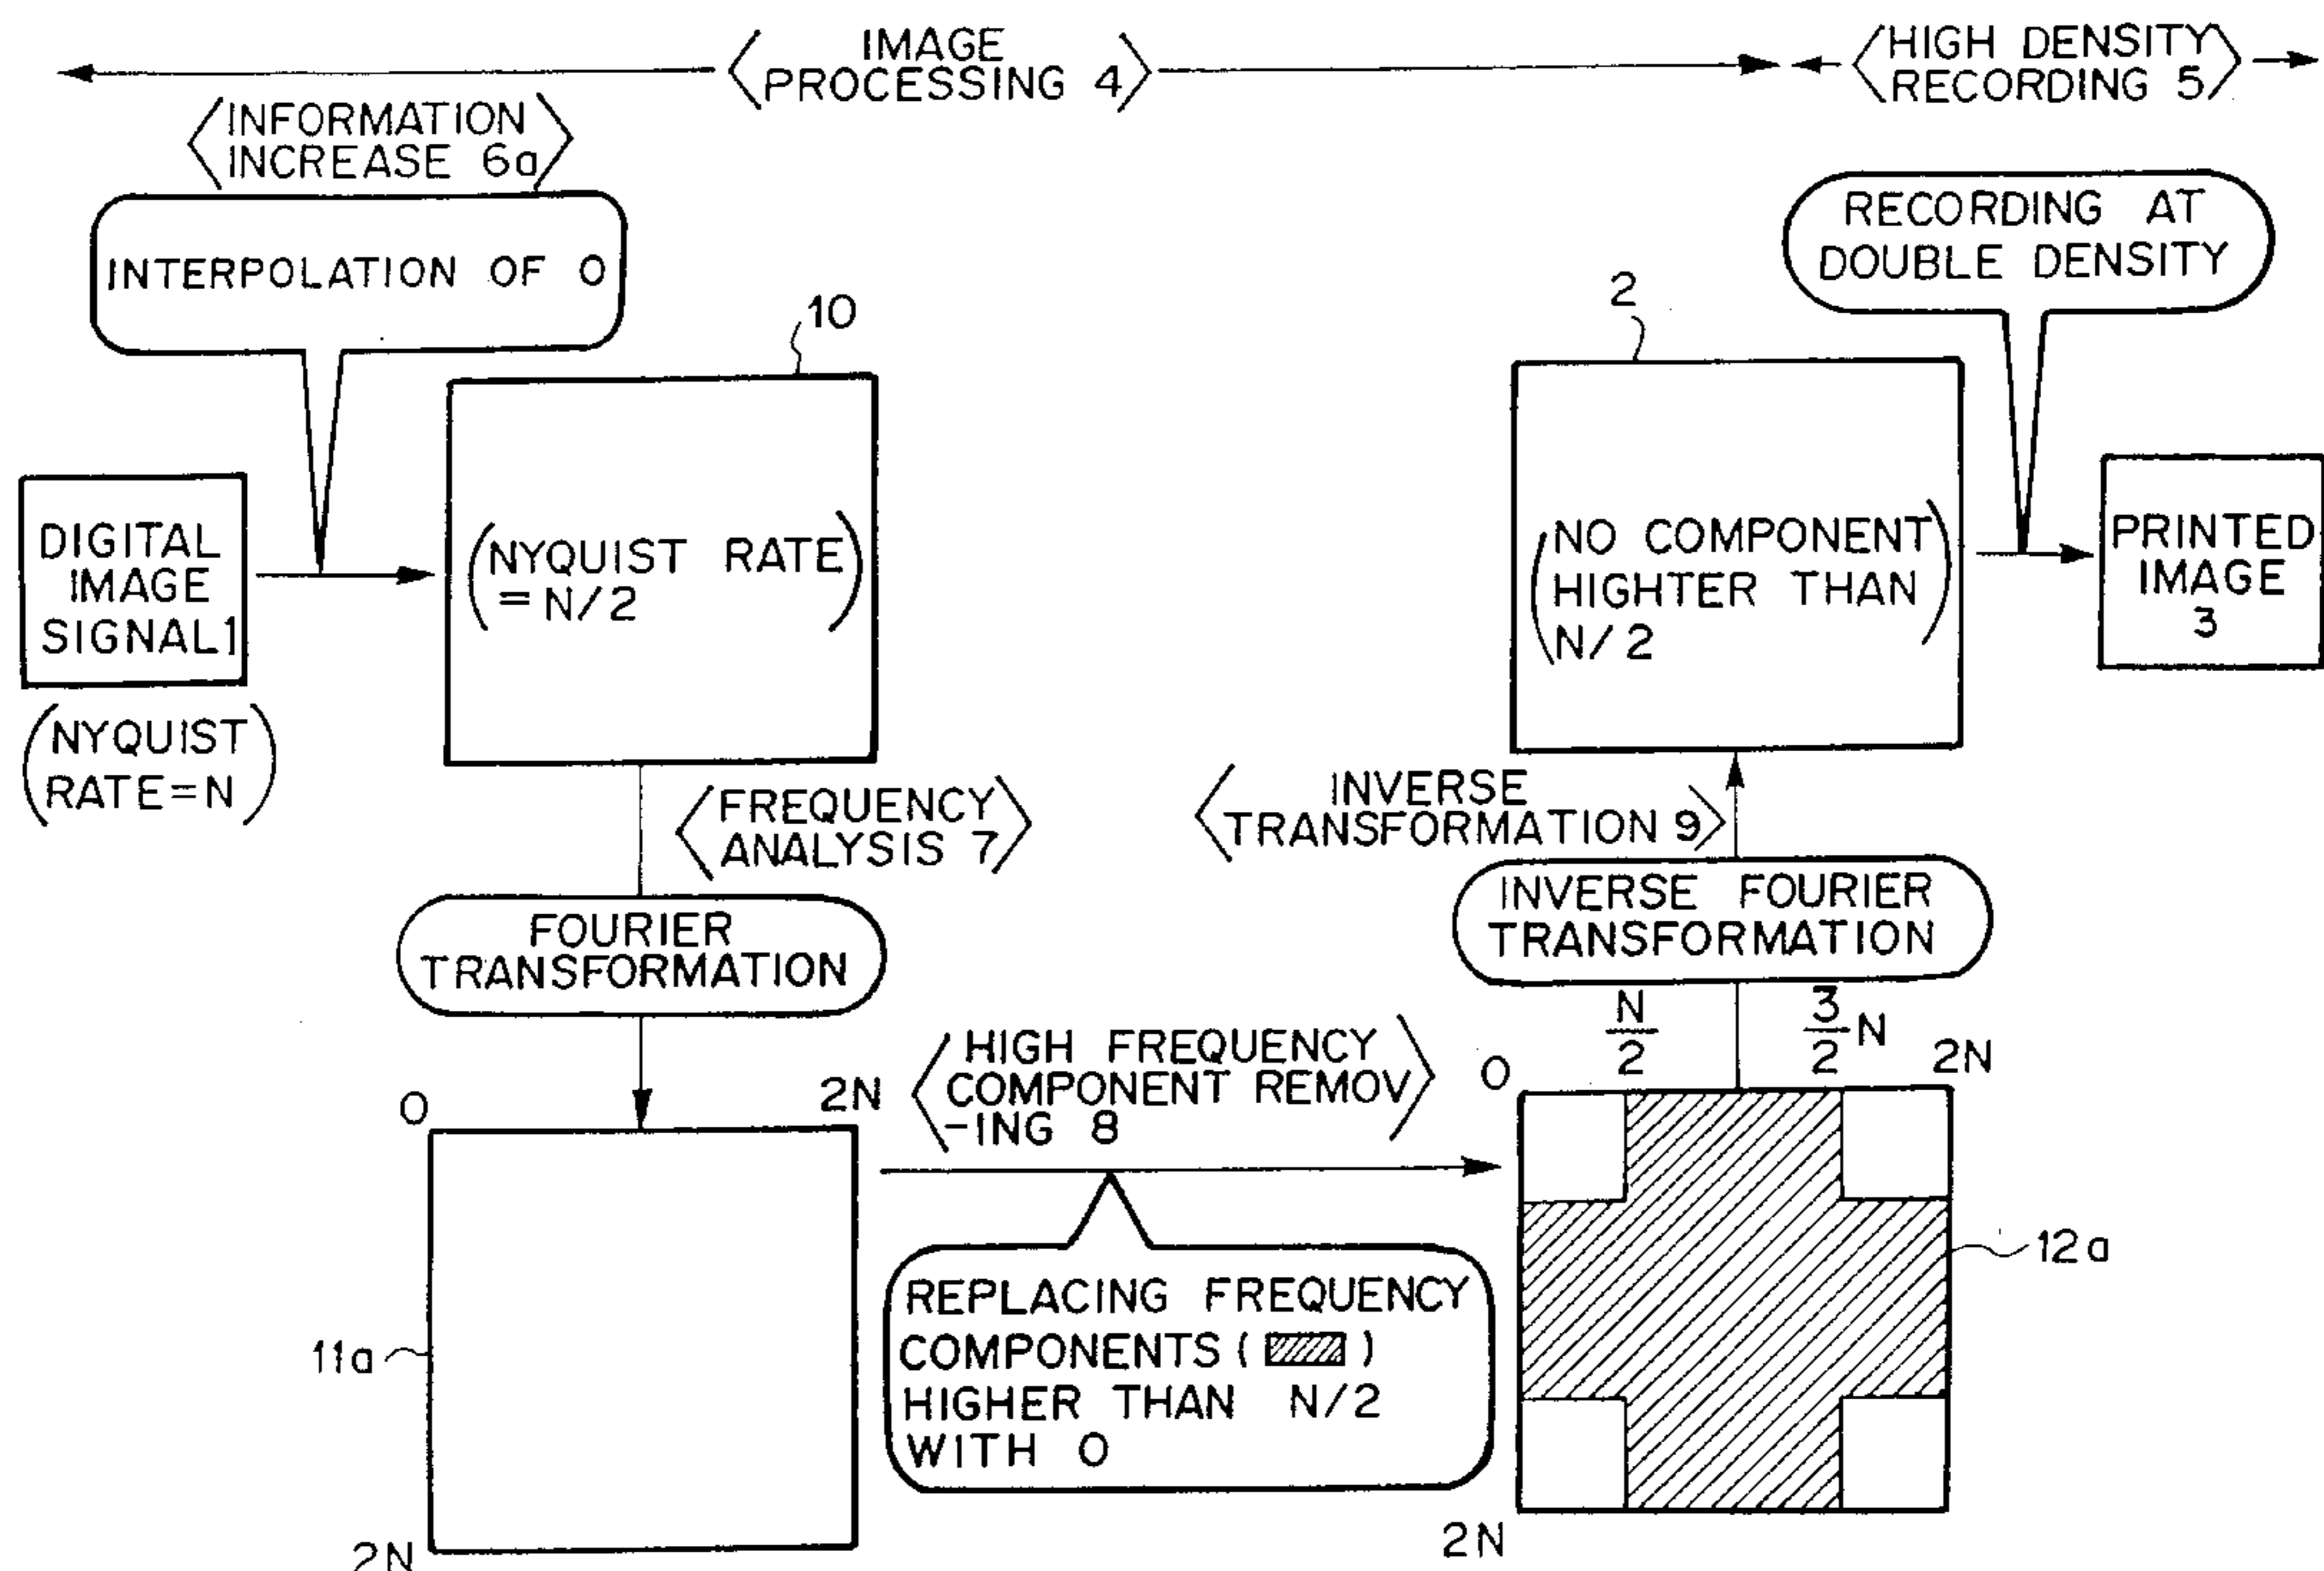 IMAGE
PROCESSING 4
HIGH DENSITY
RECORDING 5
INFORMATION
INCREASE 6a
INTERPOLATION OF 0
RECORDING AT
DOUBLE DENSITY
10
2
DIGITAL
IMAGE
SIGNAL 1
(NYQUIST
RATE=N)
(NYQUIST RATE
=N/2)
(NO COMPONENT
HIGHTER THAN
N/2)
PRINTED
IMAGE
3
FREQUENCY
ANALYSIS 7
INVERSE
TRANSFORMATION 9
FOURIER
TRANSFORMATION
INVERSE FOURIER
TRANSFORMATION
N/2
3/2 N
0
2N
HIGH FREQUENCY
COMPONENT REMOV
-ING 8
0
2N
11a
REPLACING FREQUENCY
COMPONENTS ( )
HIGHER THAN N/2
WITH 0
12a
2N
2N